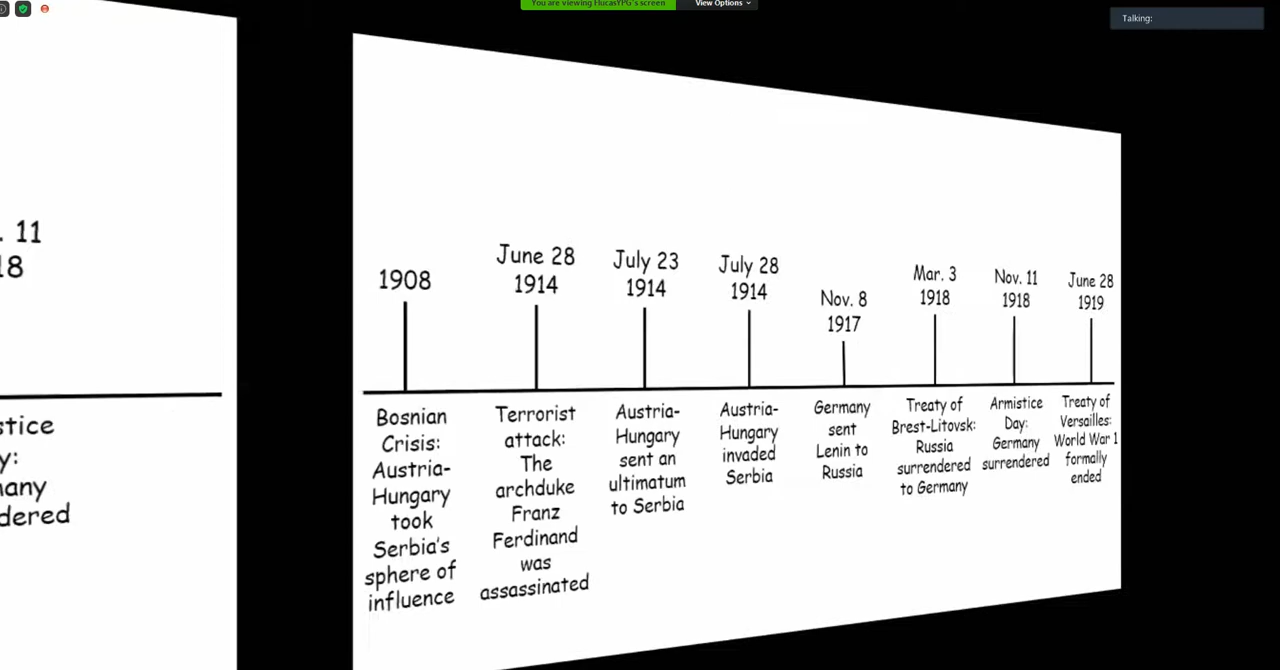 You are viewing HucasYPG's screen
View Options
Talking:
. 11
18
stice
y:
many
dered
1908
June 28
1914
July 23
1914
July 28
1914
Nov. 8
1917
Mar. 3
1918
Nov. 11
1918
June 28
1919
Bosnian
Crisis:
Austria-
Hungary
took
Serbia's
sphere of
influence
Terrorist
attack:
The
archduke
Franz
Ferdinand
was
assassinated
Austria-
Hungary
sent an
ultimatum
to Serbia
Austria-
Hungary
invaded
Serbia
Germany
sent
Lenin to
Russia
Treaty of
Brest-Litovsk:
Russia
surrendered
to Germany
Armistice
Day:
Germany
surrendered
Treaty of
Versailles:
World War 1
formally
ended